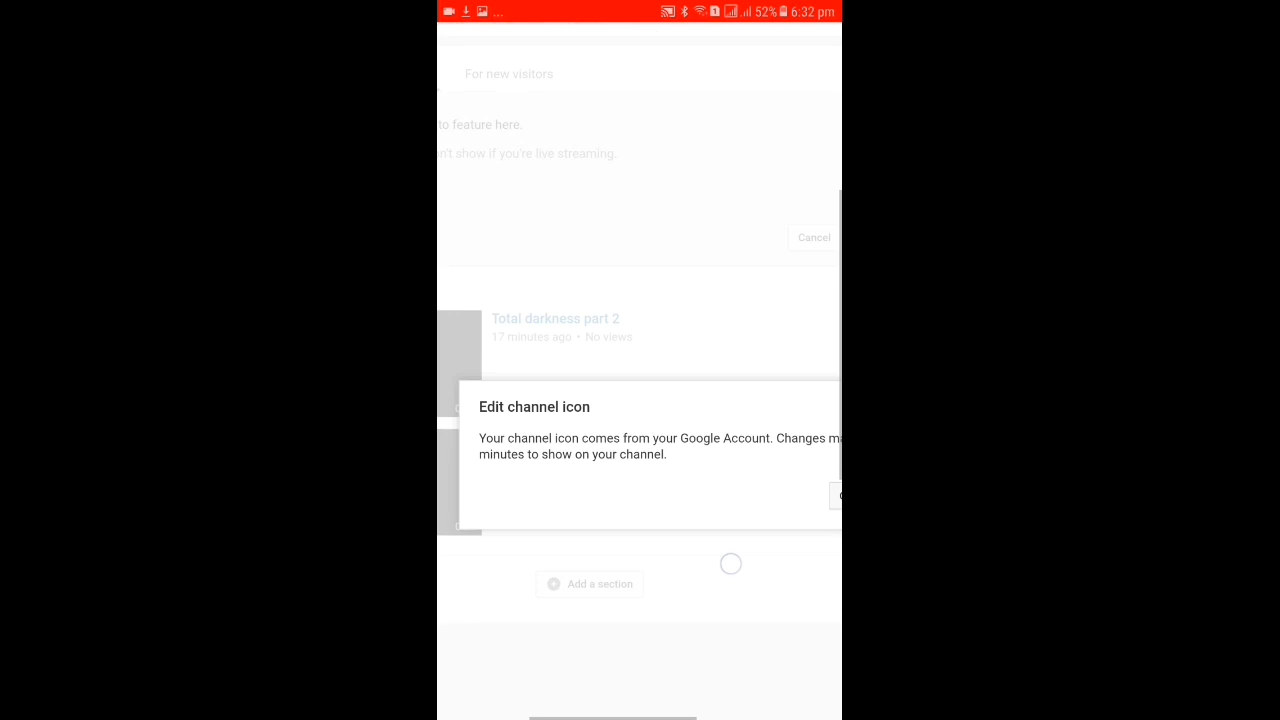 ... 1 52% 6:32 pm
For new visitors
to feature here.
on't show if you're live streaming.
Cancel
Total darkness part 2
17 minutes ago • No views
Edit channel icon
Your channel icon comes from your Google Account. Changes ma
minutes to show on your channel.
Add a section